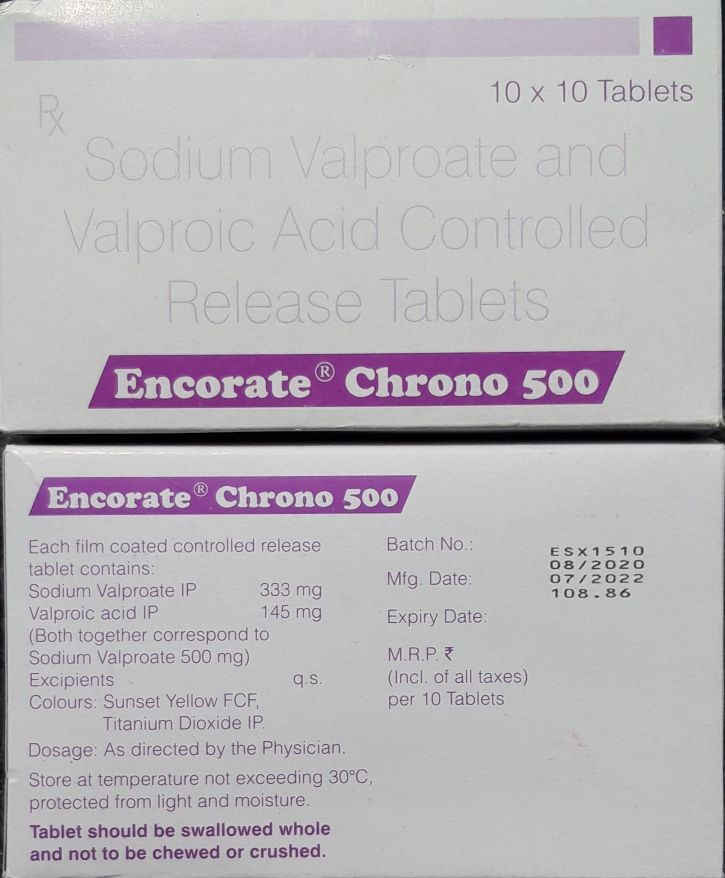 10 x 10 Tablets
Rx
Sodium Valproate and
Valproic Acid Controlled
Release Tablets
Encorate® Chrono 500
Encorate® Chrono 500
Each film coated controlled release
tablet contains:
Sodium Valproate IP 333 mg
Valproic acid IP 145 mg
(Both together correspond to
Sodium Valproate 500 mg)
Excipients q.s.
Colours: Sunset Yellow FCF,
Titanium Dioxide IP.
Dosage: As directed by the Physician.
Store at temperature not exceeding 30°C,
protected from light and moisture.
Tablet should be swallowed whole
and not to be chewed or crushed.
Batch No.:
Mfg. Date:
Expiry Date:
M.R.P. ₹
(Incl. of all taxes)
per 10 Tablets
ESX1510
08/2020
07/2022
108.86